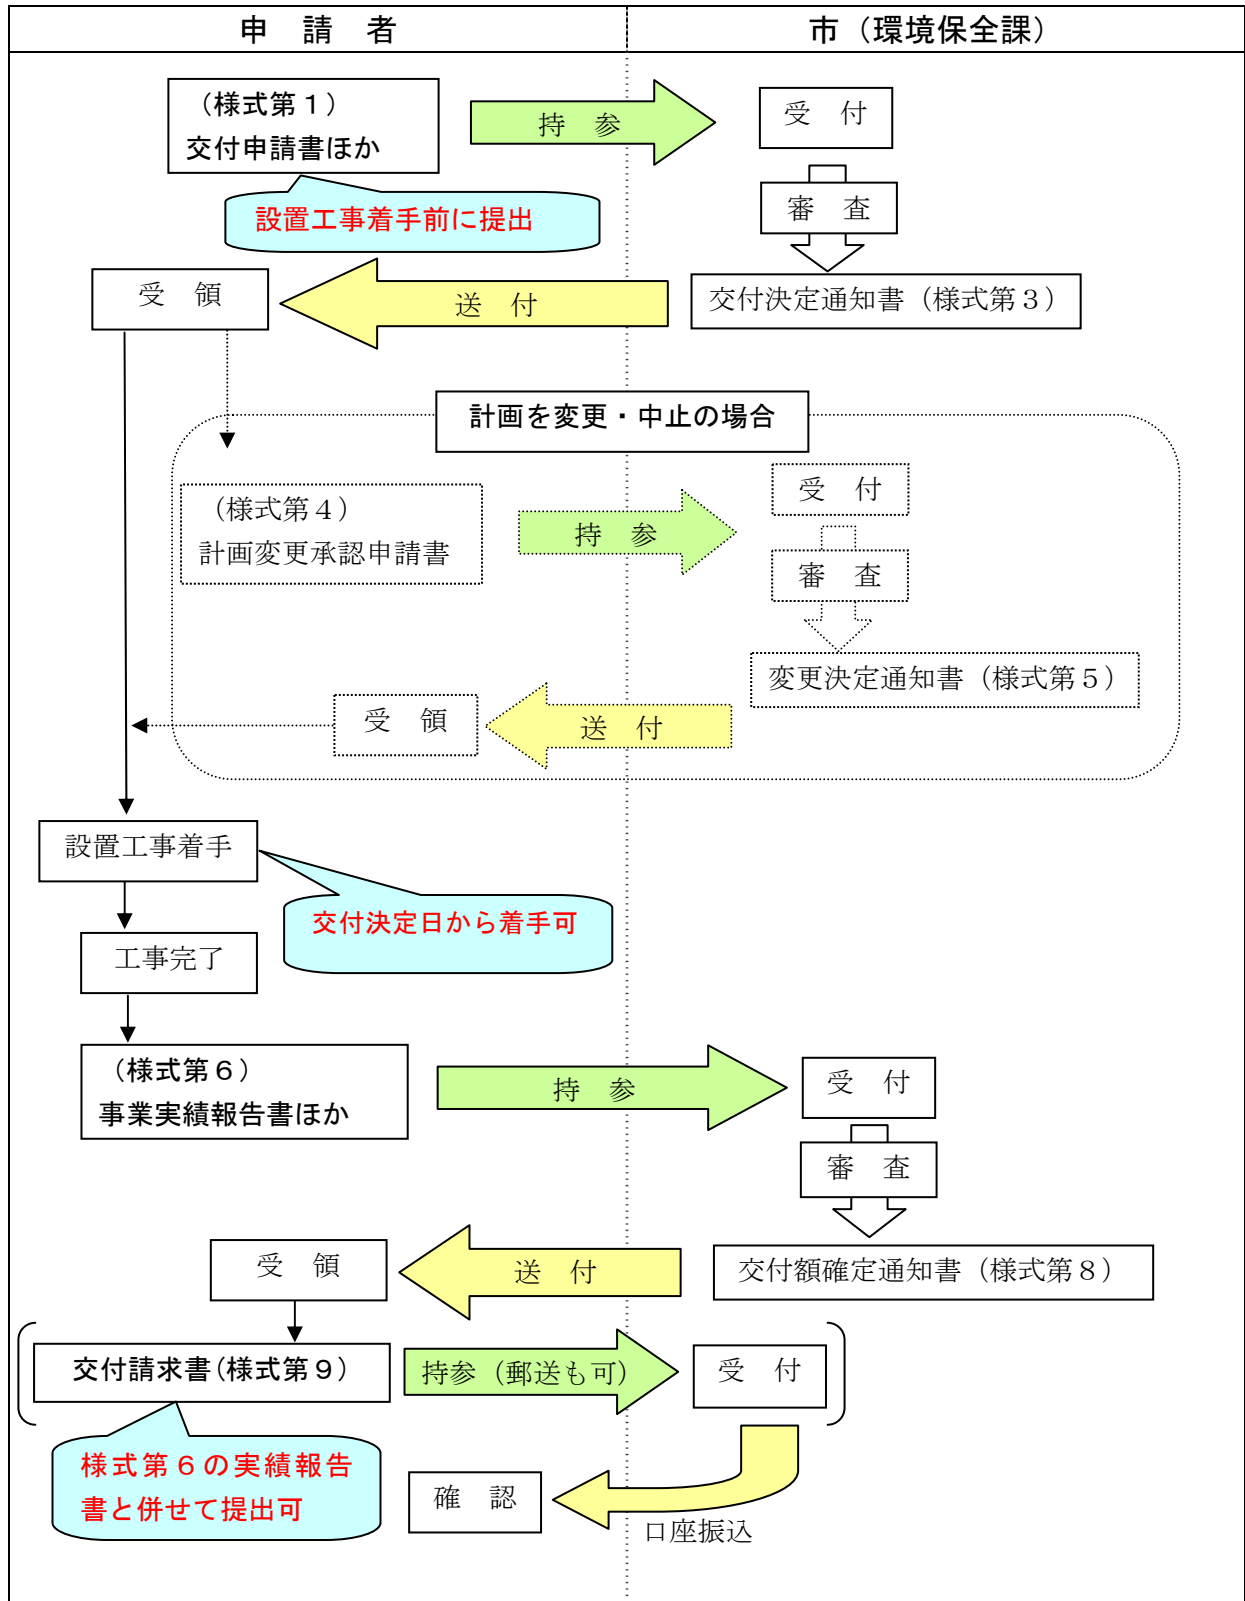 申　請　者
市（環境保全課）
（様式第１）
交付申請書ほか
持　参
受　付
設置工事着手前に提出
審　査
受　領
送　付
交付決定通知書（様式第３）
計画を変更・中止の場合
（様式第４）
計画変更承認申請書
持　参
受　付
審　査
変更決定通知書（様式第５）
受　領
送　付
設置工事着手
交付決定日から着手可
工事完了
（様式第６）
事業実績報告書ほか
持　参
受　付
審　査
受　領
送　付
交付額確定通知書（様式第８）
交付請求書（様式第９）
持参（郵送も可）
受　付
様式第６の実績報告
書と併せて提出可
確　認
口座振込